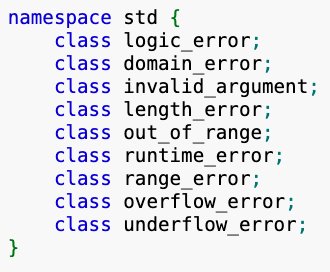 namespace std {
    class logic_error;
    class domain_error;
    class invalid_argument;
    class length_error;
    class out_of_range;
    class runtime_error;
    class range_error;
    class overflow_error;
    class underflow_error;
}